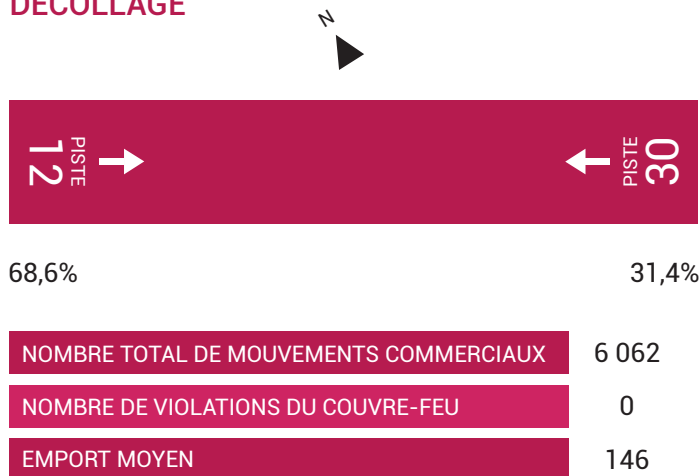 DÉCOLLAGE
N
PISTE
12
PISTE
30
68,6%
31,4%
NOMBRE TOTAL DE MOUVEMENTS COMMERCIAUX 6 062
NOMBRE DE VIOLATIONS DU COUVRE-FEU 0
EMPORT MOYEN 146